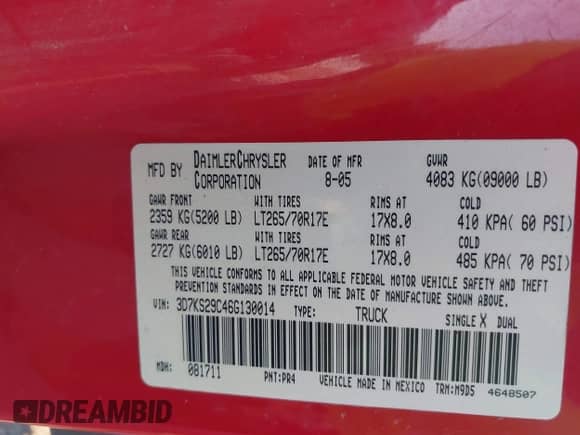 MFD BY DAIMLERCHRYSLER CORPORATION DATE OF MFR 8-05 GVWR 4083 KG(09000 LB)
GAWR FRONT WITH TIRES RIMS AT COLD
2359 KG(5200 LB) LT265/70R17E 17X8.0 410 KPA( 60 PSI)
GAWR REAR WITH TIRES RIMS AT COLD
2727 KG(6010 LB) LT265/70R17E 17X8.0 485 KPA( 70 PSI)
THIS VEHICLE CONFORMS TO ALL APPLICABLE FEDERAL MOTOR VEHICLE SAFETY AND THEFT
PREVENTION STANDARDS IN EFFECT ON THE DATE OF MANUFACTURE SHOWN ABOVE.
VIN: 3D7KS29C46G130014 TYPE: TRUCK SINGLE X DUAL
MDH: 081711
PNT:PR4 VEHICLE MADE IN MEXICO TRM:M9D5 4648507
DREAMBID